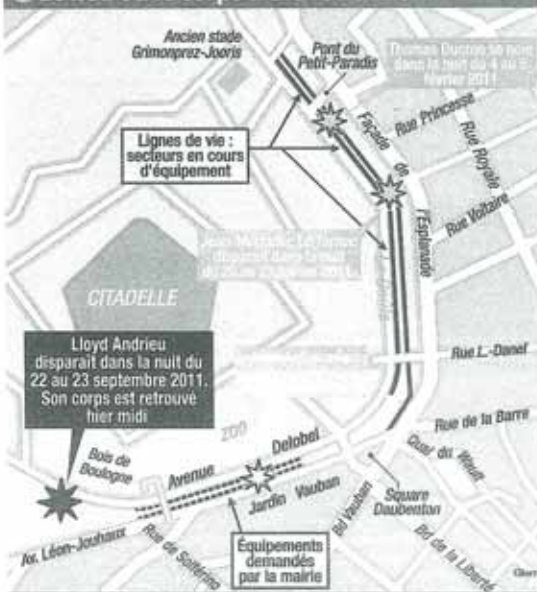 Ancien stade
Grimonprez-Jooris
Pont du
Petit-Paradis
dans la nuit du 4 au 5
février 2011
Rue Princesse
Rue Royale
Façade de
l'Esplanade
Rue Voltaire
Lignes de vie :
secteurs en cours
d'équipement
CITADELLE
Lloyd Andrieu
disparaît dans la nuit du
22 au 23 septembre 2011.
Son corps est retrouvé
hier midi
Rue L.-Danel
Rue de la Barre
ZOO
Bois de
Boulogne
Avenue
Delobel
Quai du Wault
Jardin Vauban
Square
Daubenton
Bd Vauban
Av. Léon-Jouhaux
Rue de Solférino
Équipements
demandés
par la mairie
Bd de la Liberté